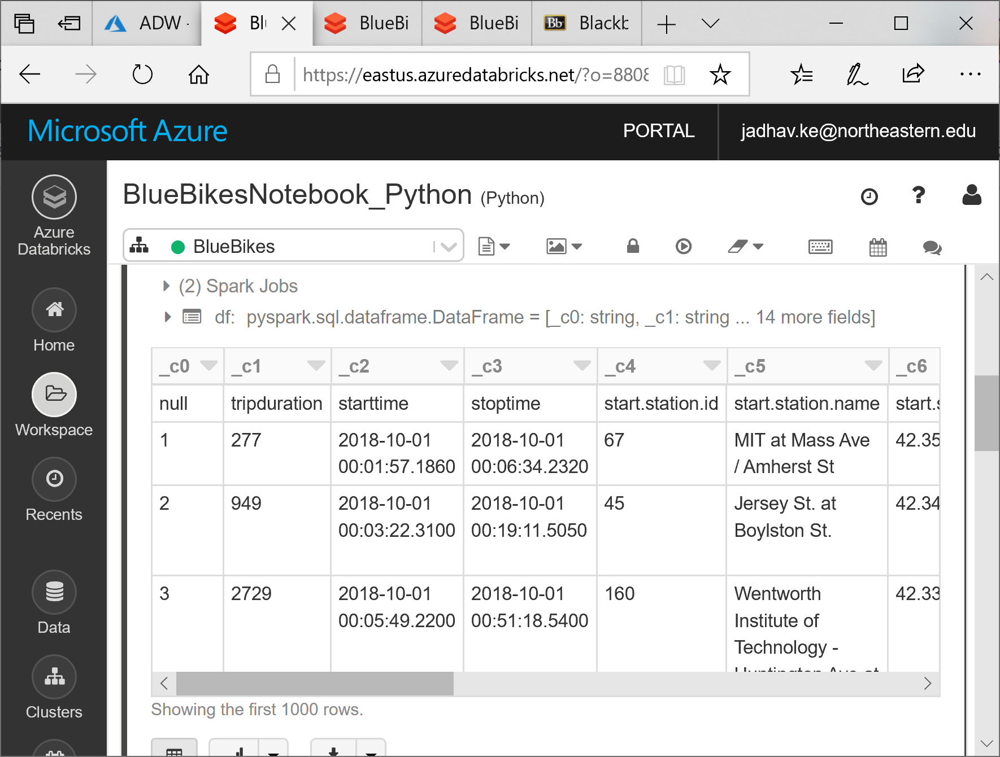 ADW -
Bl
BlueBi
BlueBi
Bb Blackb
https://eastus.azuredatabricks.net/?o=8808
Microsoft Azure
PORTAL
jadhav.ke@northeastern.edu
Azure
Databricks
Home
Workspace
Recents
Data
Clusters
BlueBikesNotebook_Python (Python)
BlueBikes
(2) Spark Jobs
df: pyspark.sql.dataframe.DataFrame = [_c0: string, _c1: string ... 14 more fields]
_c0 _c1 _c2 _c3 _c4 _c5 _c6
null tripduration starttime stoptime start.station.id start.station.name start.s
1 277 2018-10-01 2018-10-01 67 MIT at Mass Ave 42.35
00:01:57.1860 00:06:34.2320 / Amherst St
2 949 2018-10-01 2018-10-01 45 Jersey St. at 42.34
00:03:22.3100 00:19:11.5050 Boylston St.
3 2729 2018-10-01 2018-10-01 160 Wentworth 42.33
00:05:49.2200 00:51:18.5400 Institute of
Technology -
Huntington Ave at
Showing the first 1000 rows.